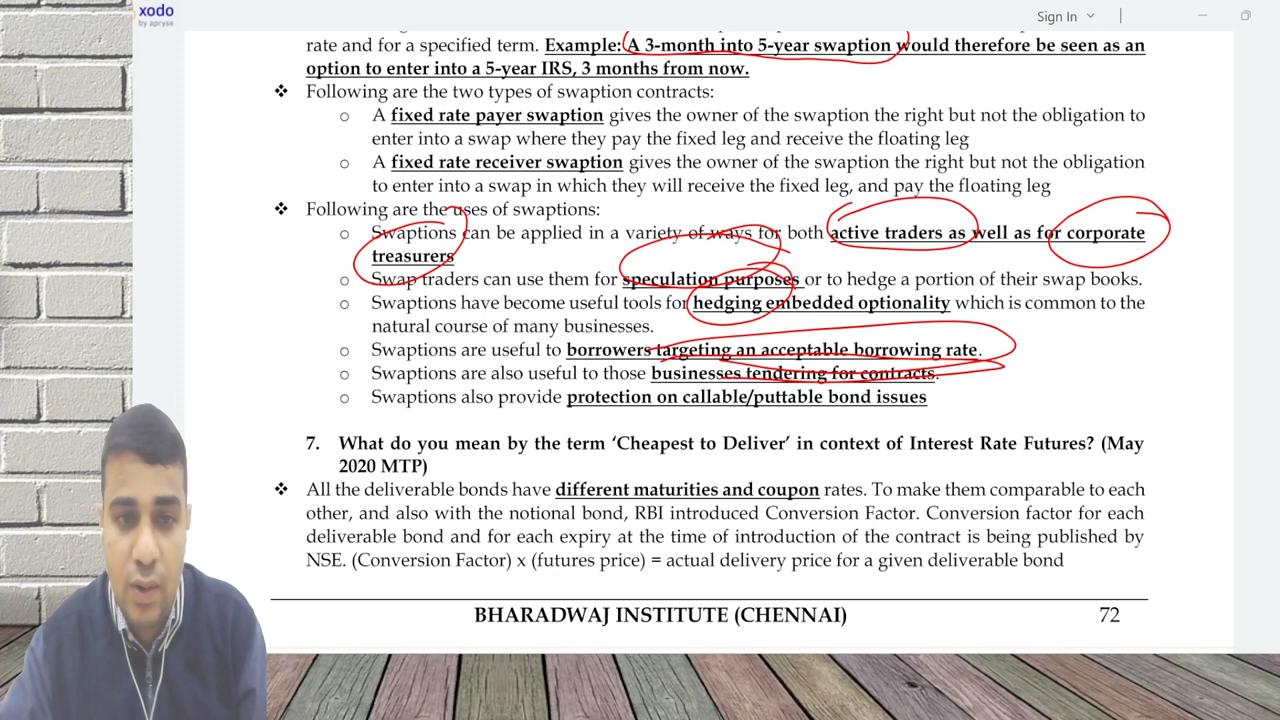 xodo
by apryse
Sign In
rate and for a specified term. Example: A 3-month into 5-year swaption would therefore be seen as an
option to enter into a 5-year IRS, 3 months from now.
❖ Following are the two types of swaption contracts:
o A fixed rate payer swaption gives the owner of the swaption the right but not the obligation to
enter into a swap where they pay the fixed leg and receive the floating leg
o A fixed rate receiver swaption gives the owner of the swaption the right but not the obligation
to enter into a swap in which they will receive the fixed leg, and pay the floating leg
❖ Following are the uses of swaptions:
o Swaptions can be applied in a variety of ways for both active traders as well as for corporate
treasurers
o Swap traders can use them for speculation purposes or to hedge a portion of their swap books.
o Swaptions have become useful tools for hedging embedded optionality which is common to the
natural course of many businesses.
o Swaptions are useful to borrowers targeting an acceptable borrowing rate.
o Swaptions are also useful to those businesses tendering for contracts.
o Swaptions also provide protection on callable/puttable bond issues
7. What do you mean by the term ‘Cheapest to Deliver’ in context of Interest Rate Futures? (May
2020 MTP)
❖ All the deliverable bonds have different maturities and coupon rates. To make them comparable to each
other, and also with the notional bond, RBI introduced Conversion Factor. Conversion factor for each
deliverable bond and for each expiry at the time of introduction of the contract is being published by
NSE. (Conversion Factor) x (futures price) = actual delivery price for a given deliverable bond
BHARADWAJ INSTITUTE (CHENNAI) 72